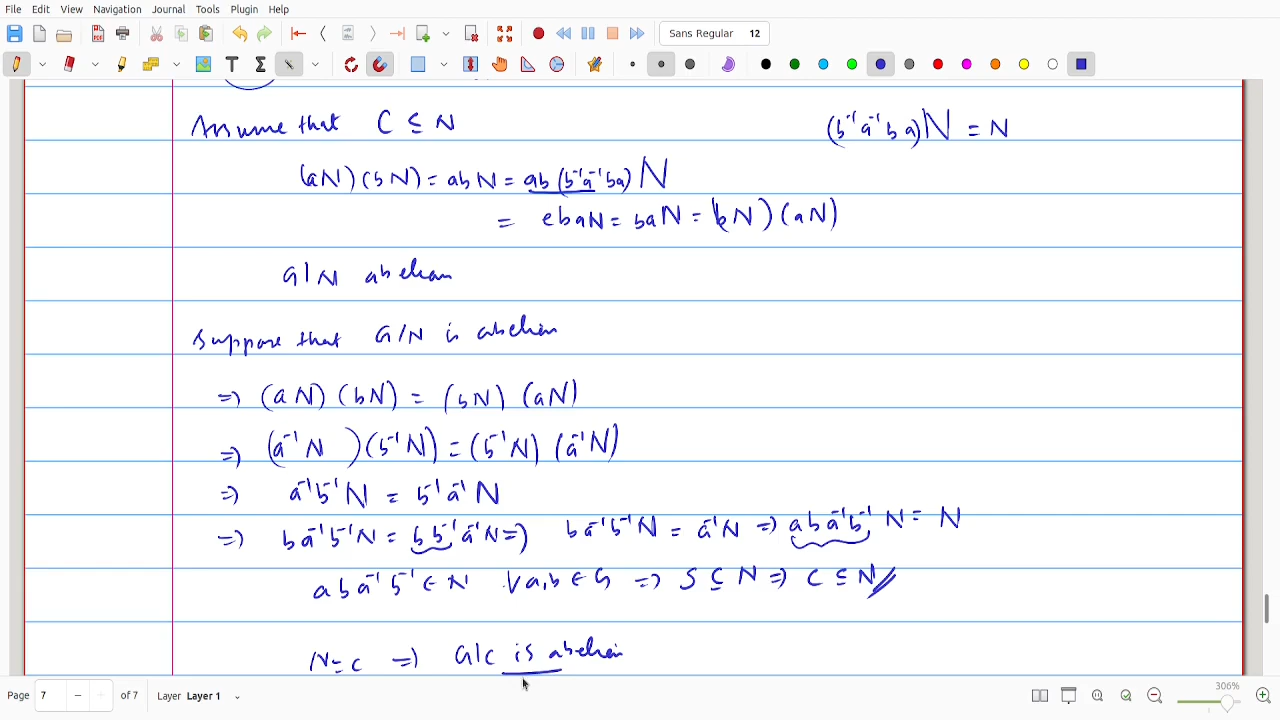 File Edit View Navigation Journal Tools Plugin Help
Sans Regular 12
Assume that C ⊆ N
(b⁻¹a⁻¹ba)N = N
(aN)(bN) = abN = ab(b⁻¹a⁻¹ba)N
= ebaN = baN = (bN)(aN)
G|N abelian
Suppose that G/N is abelian
⇒ (aN)(bN) = (bN)(aN)
⇒ (a⁻¹N)(b⁻¹N) = (b⁻¹N)(a⁻¹N)
⇒ a⁻¹b⁻¹N = b⁻¹a⁻¹N
⇒ ba⁻¹b⁻¹N = bb⁻¹a⁻¹N ⇒ ba⁻¹b⁻¹N = a⁻¹N ⇒ aba⁻¹b⁻¹N = N
aba⁻¹b⁻¹ ∈ N ∀a,b ∈ G ⇒ S ⊆ N ⇒ C ⊆ N
N=C ⇒ G|C is abelian
Page 7 of 7 Layer Layer 1 306%